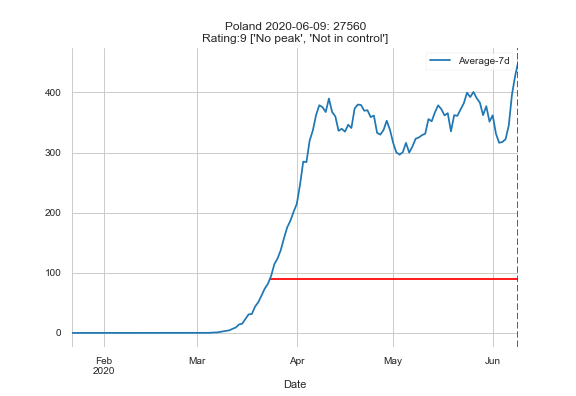 Poland 2020-06-09: 27560
Rating:9 ['No peak', 'Not in control']
Average-7d
400
300
200
100
0
Feb
2020
Mar
Apr
May
Jun
Date